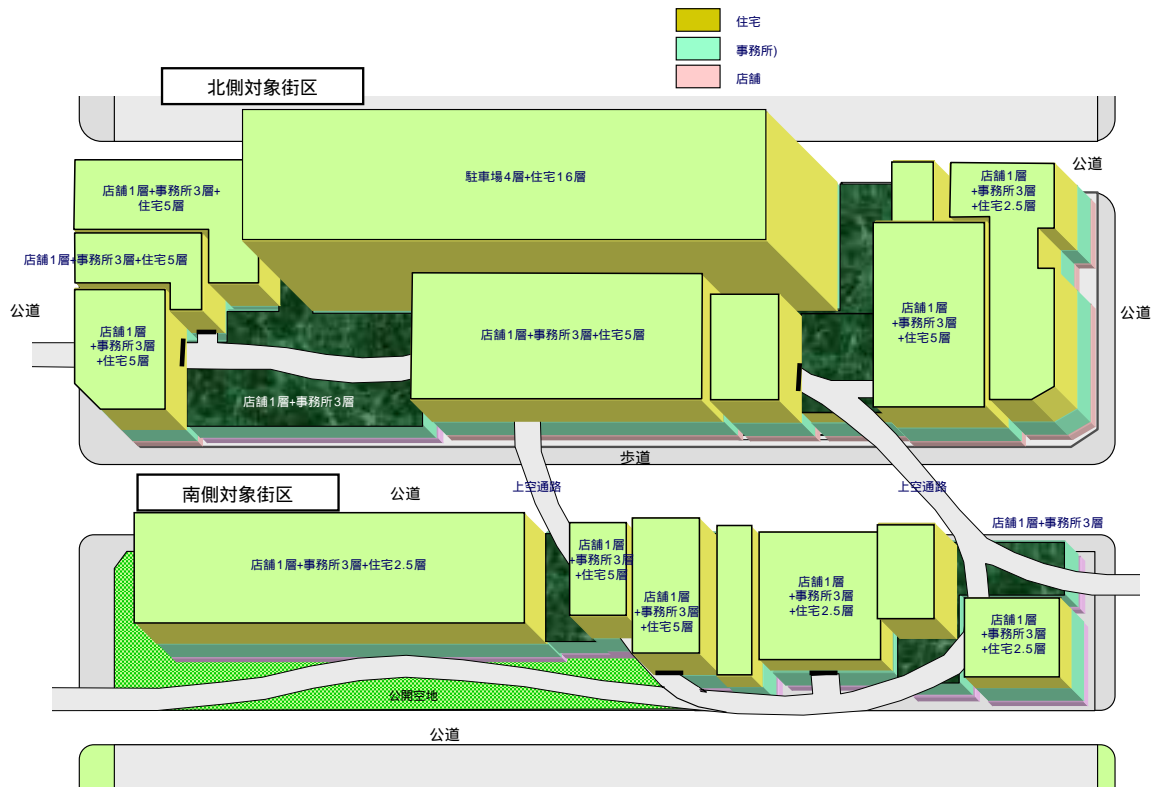 住宅
事務所)
店舗
北側対象街区
公道
駐車場4層+住宅16層
店舗1層
+事務所3層
+住宅2.5層
店舗1層+事務所3層+
住宅5層
店舗1層+事務所3層+住宅5層
公道
公道
店舗1層
+事務所3層
+住宅5層
店舗1層+事務所3層+住宅5層
店舗1層
+事務所3層
+住宅5層
店舗1層+事務所3層
歩道
南側対象街区
公道
上空通路
上空通路
店舗1層+事務所3層
店舗1層+事務所3層+住宅2.5層
店舗1層
+事務所3層
+住宅5層
店舗1層
+事務所3層
+住宅5層
店舗1層
+事務所3層
+住宅2.5層
店舗1層
+事務所3層
+住宅2.5層
公開空地
公道